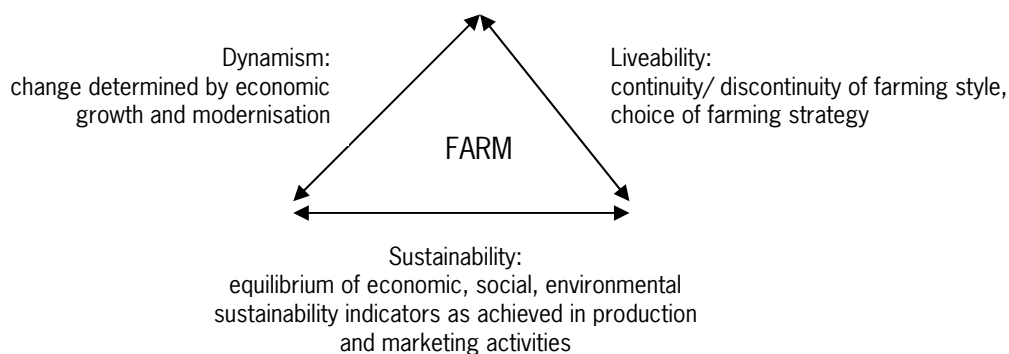 Dynamism:
change determined by economic
growth and modernisation
Liveability:
continuity/ discontinuity of farming style,
choice of farming strategy
FARM
Sustainability:
equilibrium of economic, social, environmental
sustainability indicators as achieved in production
and marketing activities